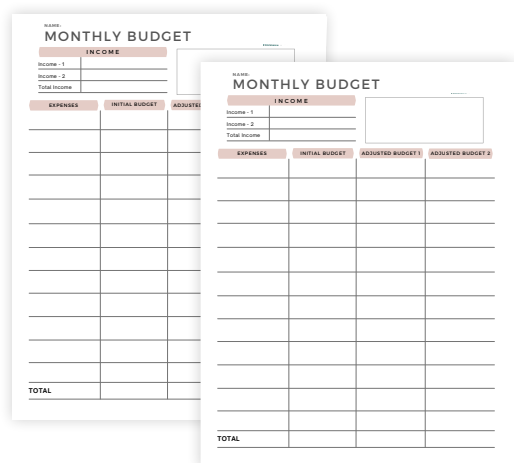 NAME:
MONTHLY BUDGET
INCOME
Income - 1
Income - 2
Total Income
EXPENSES
INITIAL BUDGET
TOTAL
NAME:
MONTHLY BUDGET
INCOME
Income - 1
Income - 2
Total Income
EXPENSES INITIAL BUDGET ADJUSTED BUDGET 1 ADJUSTED BUDGET 2
TOTAL